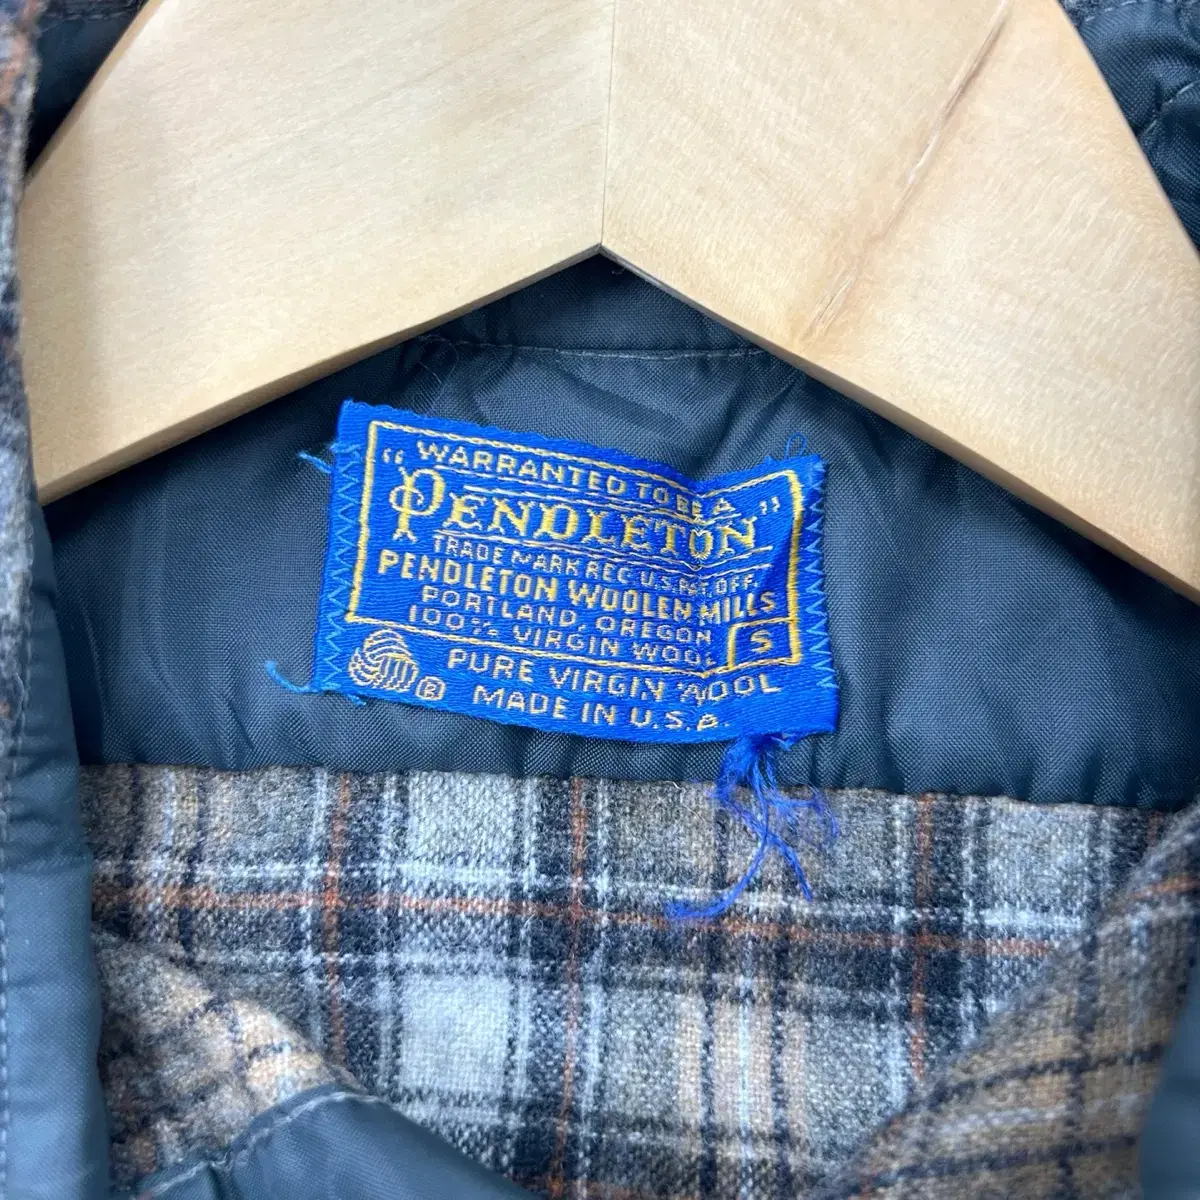 WARRANTED TO BE A
"PENDLETON"
TRADE MARK REG. U.S. PAT. OFF.
PENDLETON WOOLEN MILLS
PORTLAND, OREGON
100% VIRGIN WOOL
S
PURE VIRGIN WOOL
® MADE IN U.S.A.